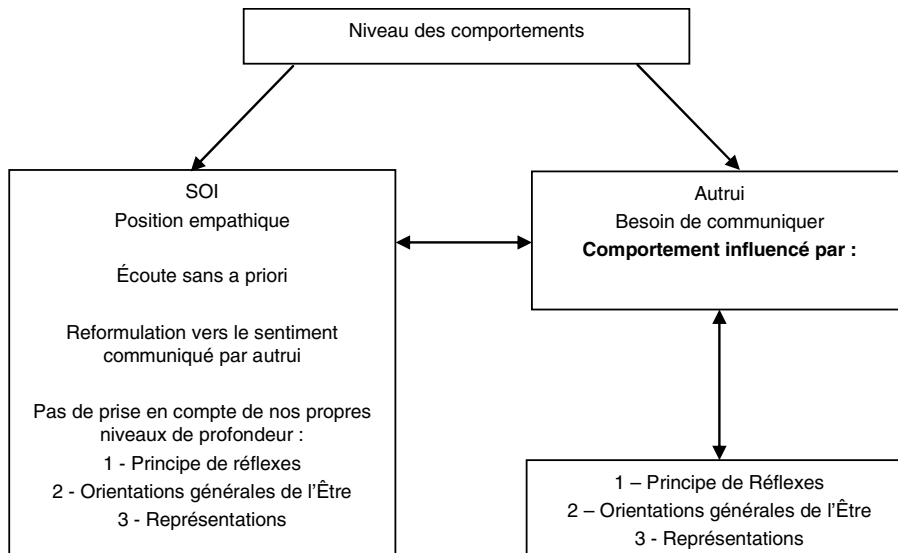 Niveau des comportements
SOI
Position empathique
Écoute sans a priori
Reformulation vers le sentiment
communiqué par autrui
Pas de prise en compte de nos propres
niveaux de profondeur :
1 - Principe de réflexes
2 - Orientations générales de l’Être
3 - Représentations
Autrui
Besoin de communiquer
Comportement influencé par :
1 – Principe de Réflexes
2 – Orientations générales de l’Être
3 - Représentations